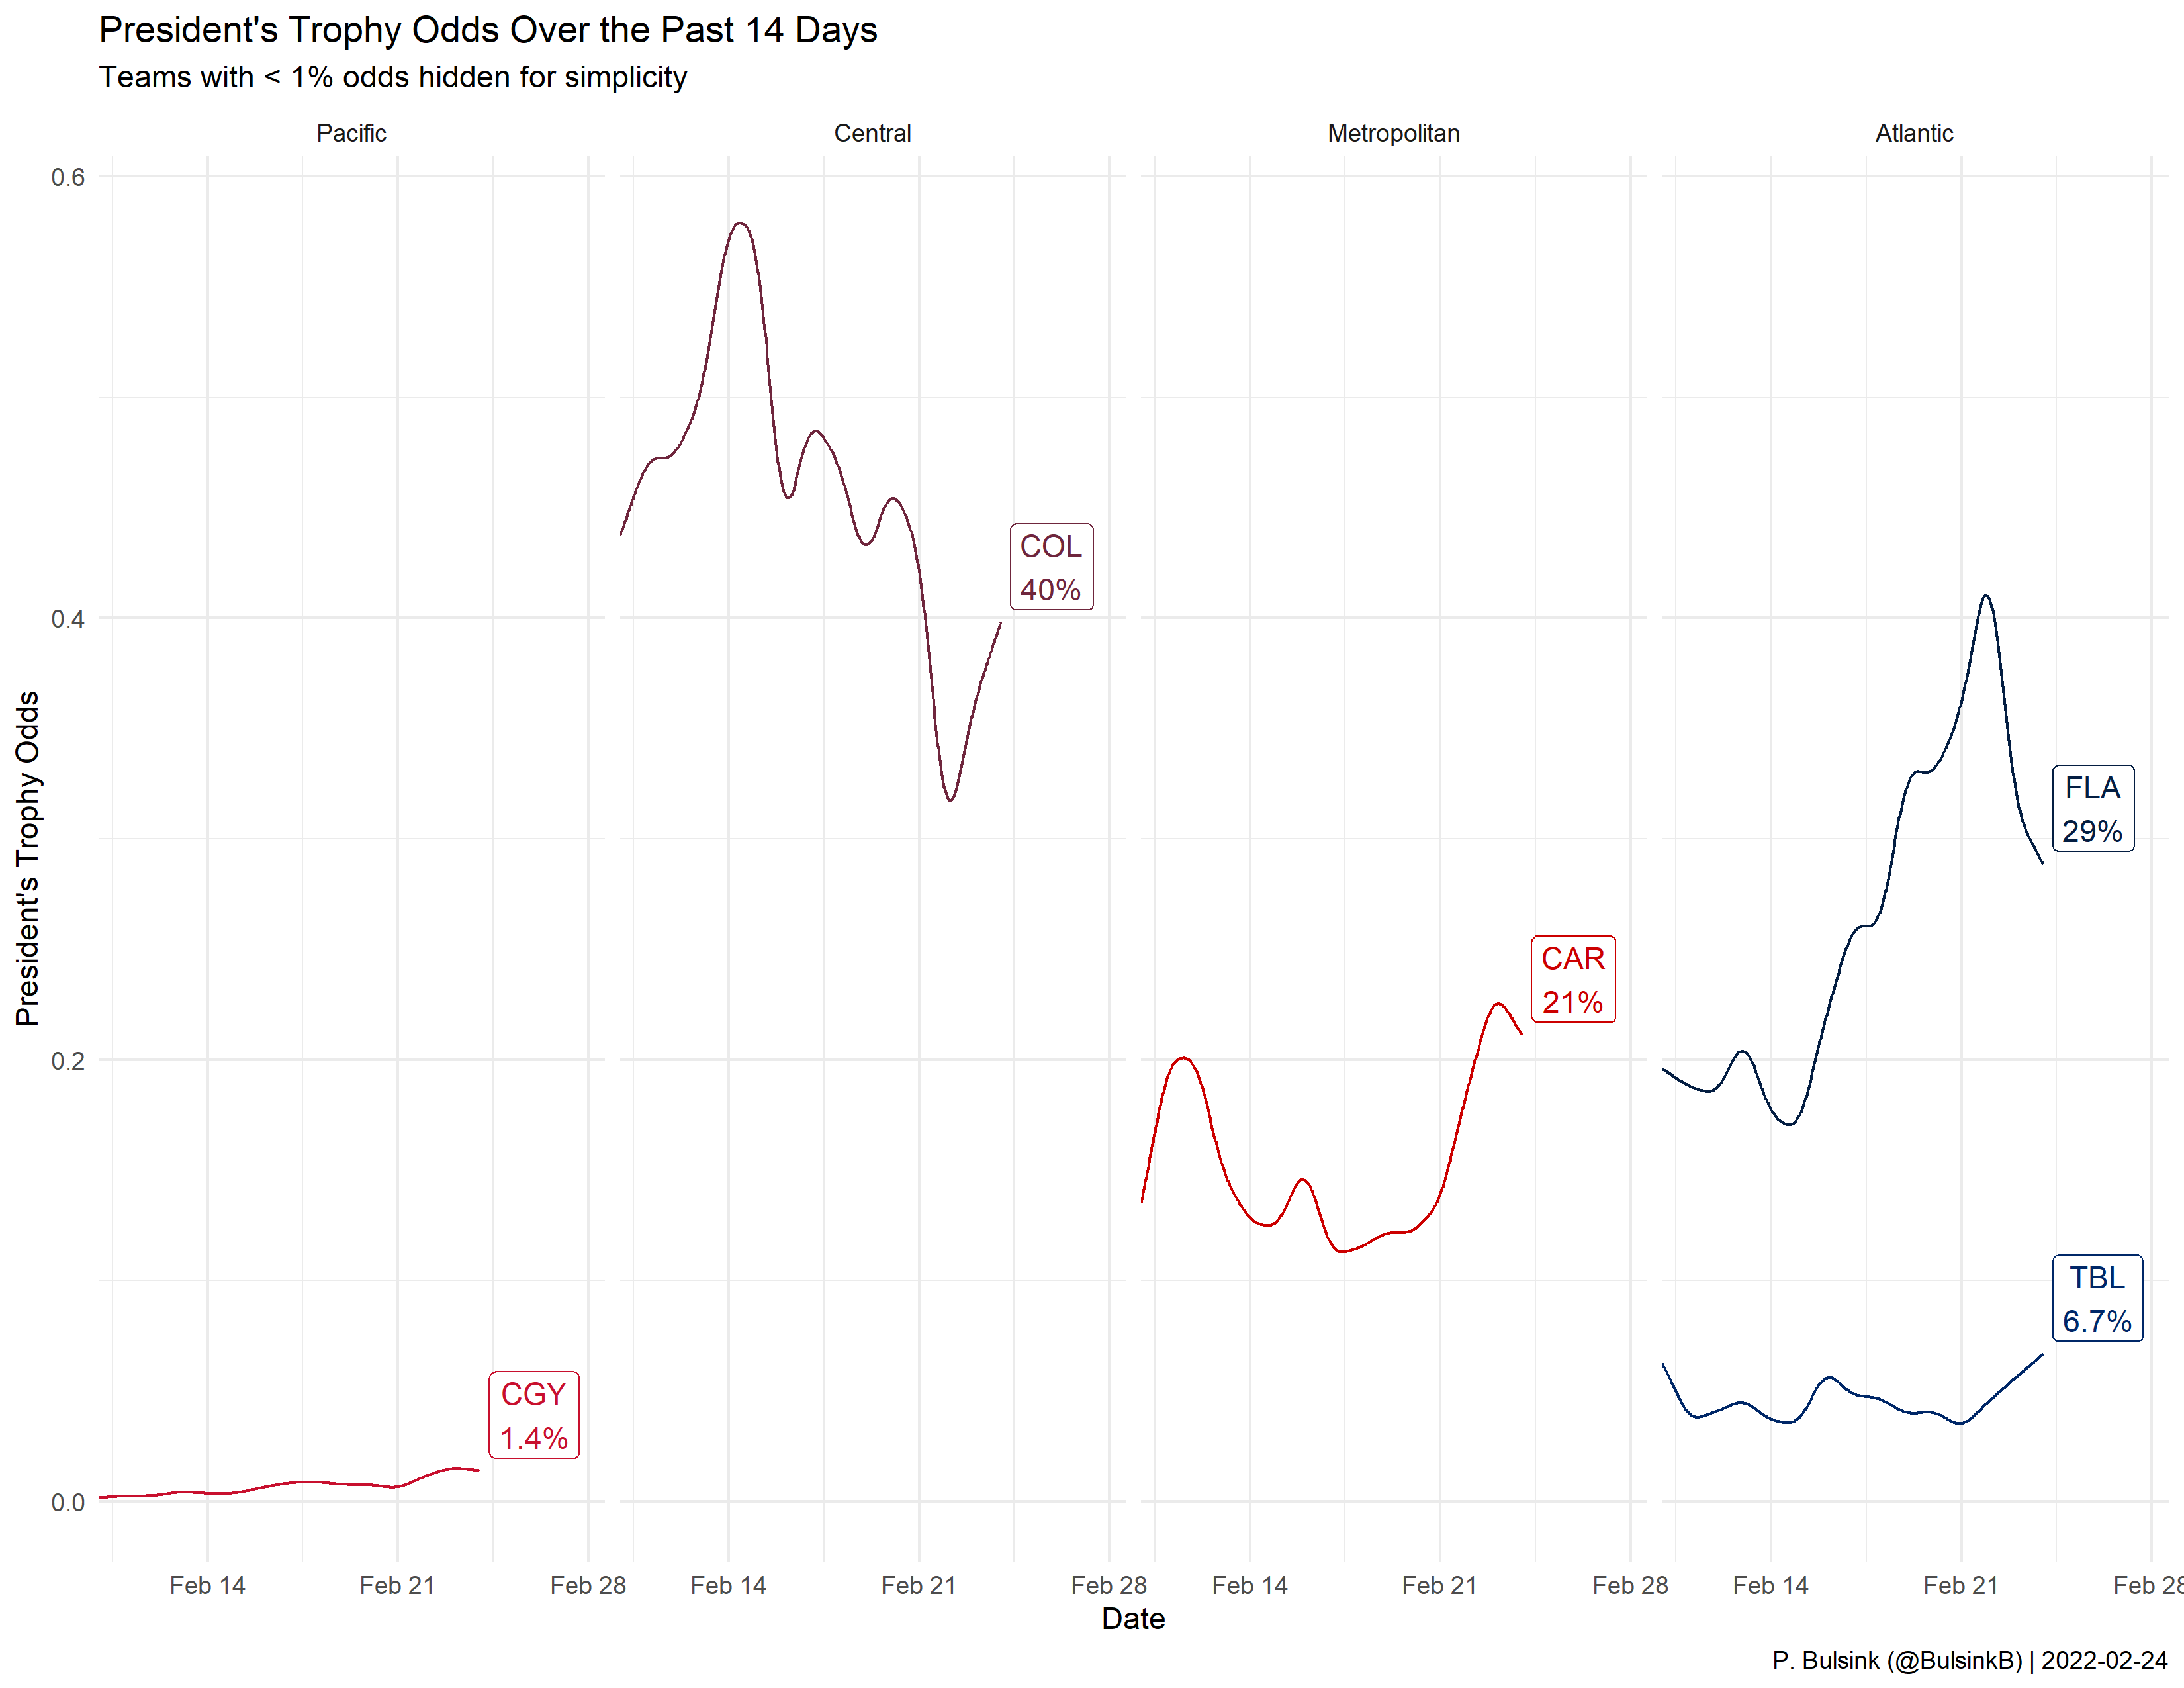 President's Trophy Odds Over the Past 14 Days
Teams with < 1% odds hidden for simplicity
Pacific
Central
Metropolitan
Atlantic
President's Trophy Odds
0.6
0.4
0.2
0.0
CGY
1.4%
COL
40%
CAR
21%
FLA
29%
TBL
6.7%
Feb 14
Feb 21
Feb 28
Feb 14
Feb 21
Feb 28
Feb 14
Feb 21
Feb 28
Feb 14
Feb 21
Feb 28
Date
P. Bulsink (@BulsinkB) | 2022-02-24